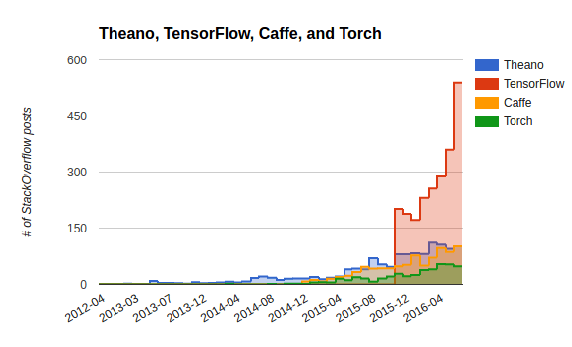 Theano, TensorFlow, Caffe, and Torch
# of StackOverflow posts
600
450
300
150
0
2012-04
2013-03
2013-07
2013-12
2014-04
2014-08
2014-12
2015-04
2015-08
2015-12
2016-04
Theano
TensorFlow
Caffe
Torch